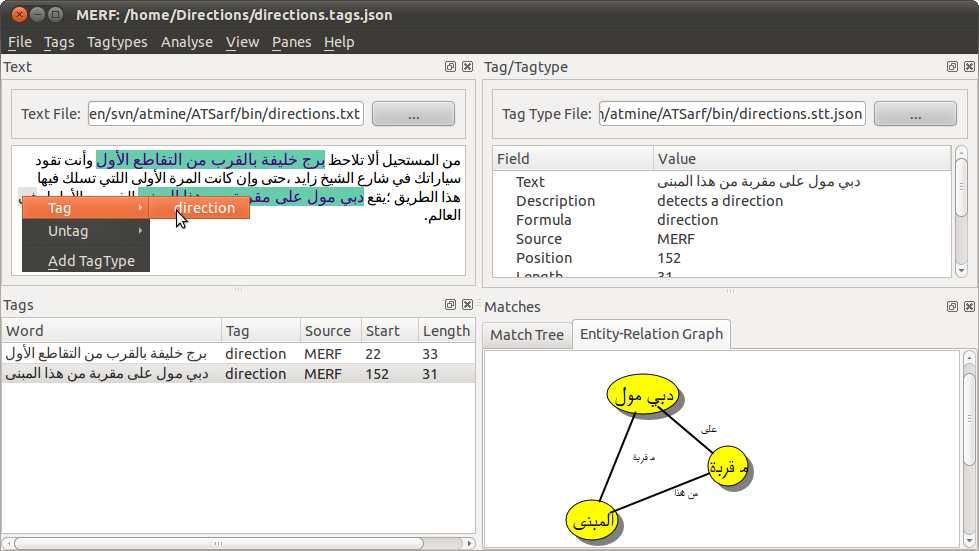 MERF: /home/Directions/directions.tags.json
File Tags Tagtypes Analyse View Panes Help
Text
Text File: en/svn/atmine/ATSarf/bin/directions.txt ...
من المستحيل ألا تلاحظ برج خليفة بالقرب من التقاطع الأول وأنت تقود
سياراتك في شارع الشيخ زايد ,حتى وإن كانت المرة الأولى اللتي تسلك فيها
هذا الطريق ؛يقع دبي مول على
العالم.
Tag direction
Untag
Add TagType
Tag/Tagtype
Tag Type File: /atmine/ATSarf/bin/directions.stt.json ...
Field Value
Text دبي مول على مقربة من هذا المبنى
Description detects a direction
Formula direction
Source MERF
Position 152
Length 31
Tags
Word Tag Source Start Length
برج خليفة بالقرب من التقاطع الأول direction MERF 22 33
دبي مول على مقربة من هذا المبنى direction MERF 152 31
Matches
Match Tree Entity-Relation Graph
دبي مول
على
م قربة
م قربة
من هذا
المبنى